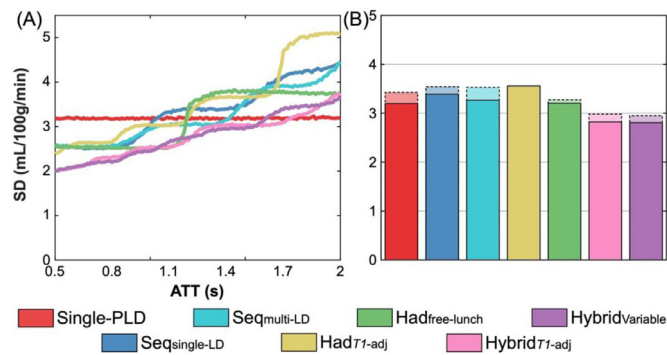 (A)
(B)
SD (mL/100g/min)
5
4
3
2
1
0
0.5 0.8 1.1 1.4 1.7 2
ATT (s)
5
4
3
2
1
0
Single-PLD Seqmulti-LD Hadfree-lunch HybridVariable
Seqsingle-LD HadT1-adj HybridT1-adj